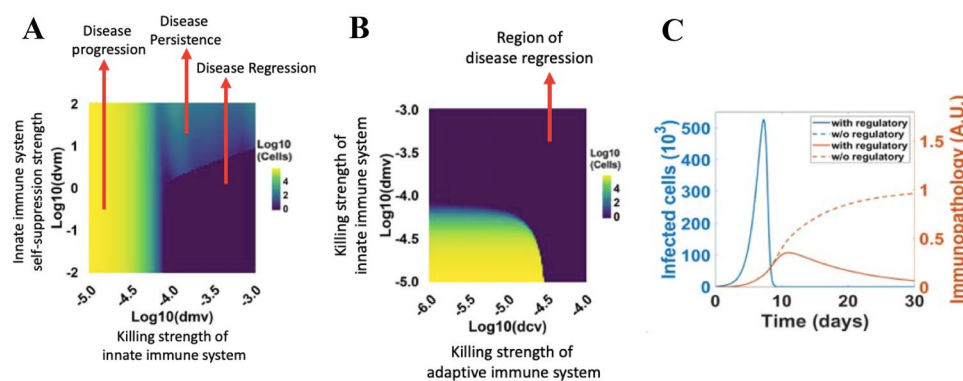 A
Disease
progression
Disease
Persistence
Disease Regression
Innate immune system
self-suppression strength
Log10(dvm)
2
1
0
-1
-2
-5.0
-4.5
-4.0
-3.5
-3.0
Log10(dmv)
Killing strength of
innate immune system
Log10
(Cells)
4
2
0
B
Region of
disease regression
Killing strength of
innate immune system
Log10(dmv)
-3.0
-3.5
-4.0
-4.5
-5.0
-6.0
-5.5
-5.0
-4.5
-4.0
Log10(dcv)
Killing strength of
adaptive immune system
Log10
(Cells)
4
2
0
C
Infected cells (10³)
500
400
300
200
100
0
with regulatory
w/o regulatory
with regulatory
w/o regulatory
1.5
1
0.5
0
Immunopathology (A.U.)
0
10
20
30
Time (days)